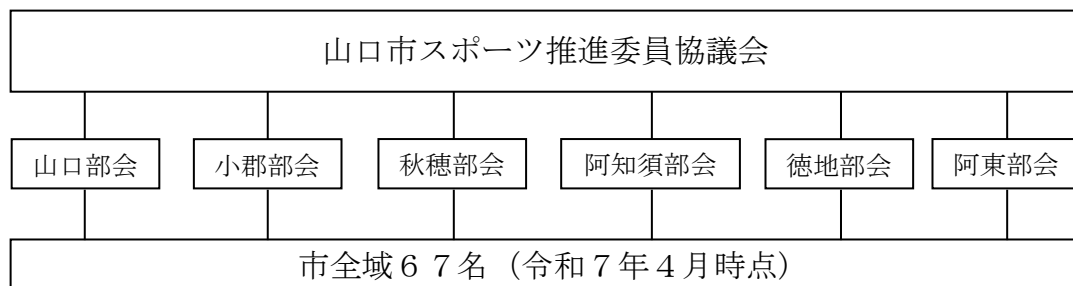 山口市スポーツ推進委員協議会
山口部会 小郡部会 秋穂部会 阿知須部会 徳地部会 阿東部会
市全域６７名（令和７年４月時点）